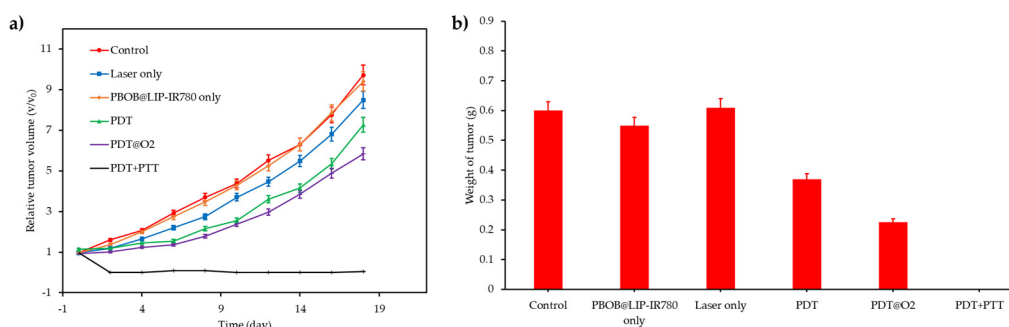 a)
Relative tumor volume (v/v₀)
11
9
7
5
3
1
-1
Control
Laser only
PBOB@LIP-IR780 only
PDT
PDT@O2
PDT+PTT
-1
4
9
14
19
Time (day)
b)
Weight of tumor (g)
0.9
0.8
0.7
0.6
0.5
0.4
0.3
0.2
0.1
0
Control
PBOB@LIP-IR780
only
Laser only
PDT
PDT@O2
PDT+PTT